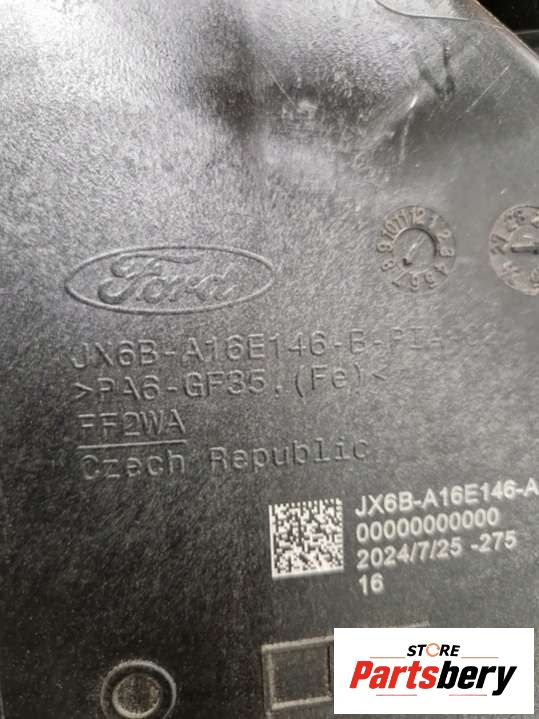 Ford
JX6B-A16E146-B-PIA
>PA6-GF35.(Fe)<
FF2WA
Czech Republic
JX6B-A16E146-A
00000000000
2024/7/25 -275
16
STORE
Partsbery